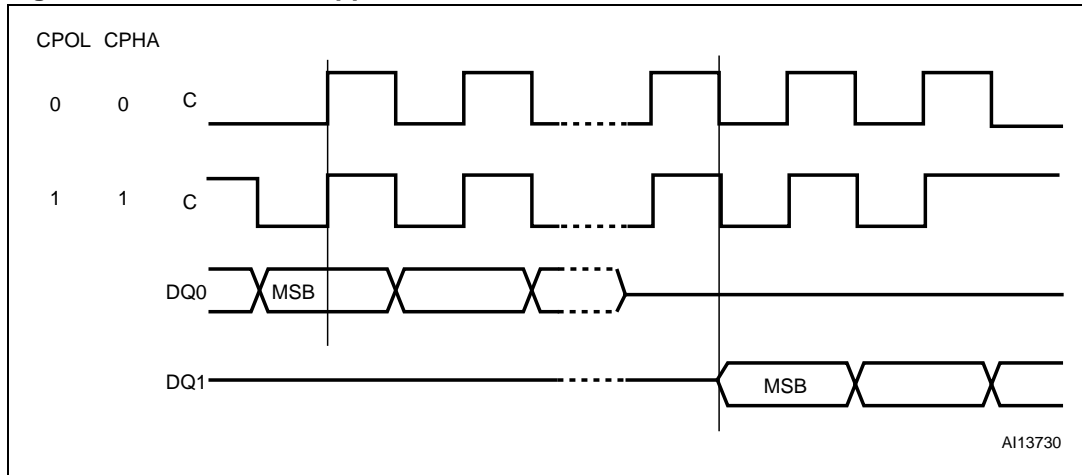 CPOL CPHA
0 0 C
1 1 C
DQ0 MSB
DQ1 MSB
AI13730